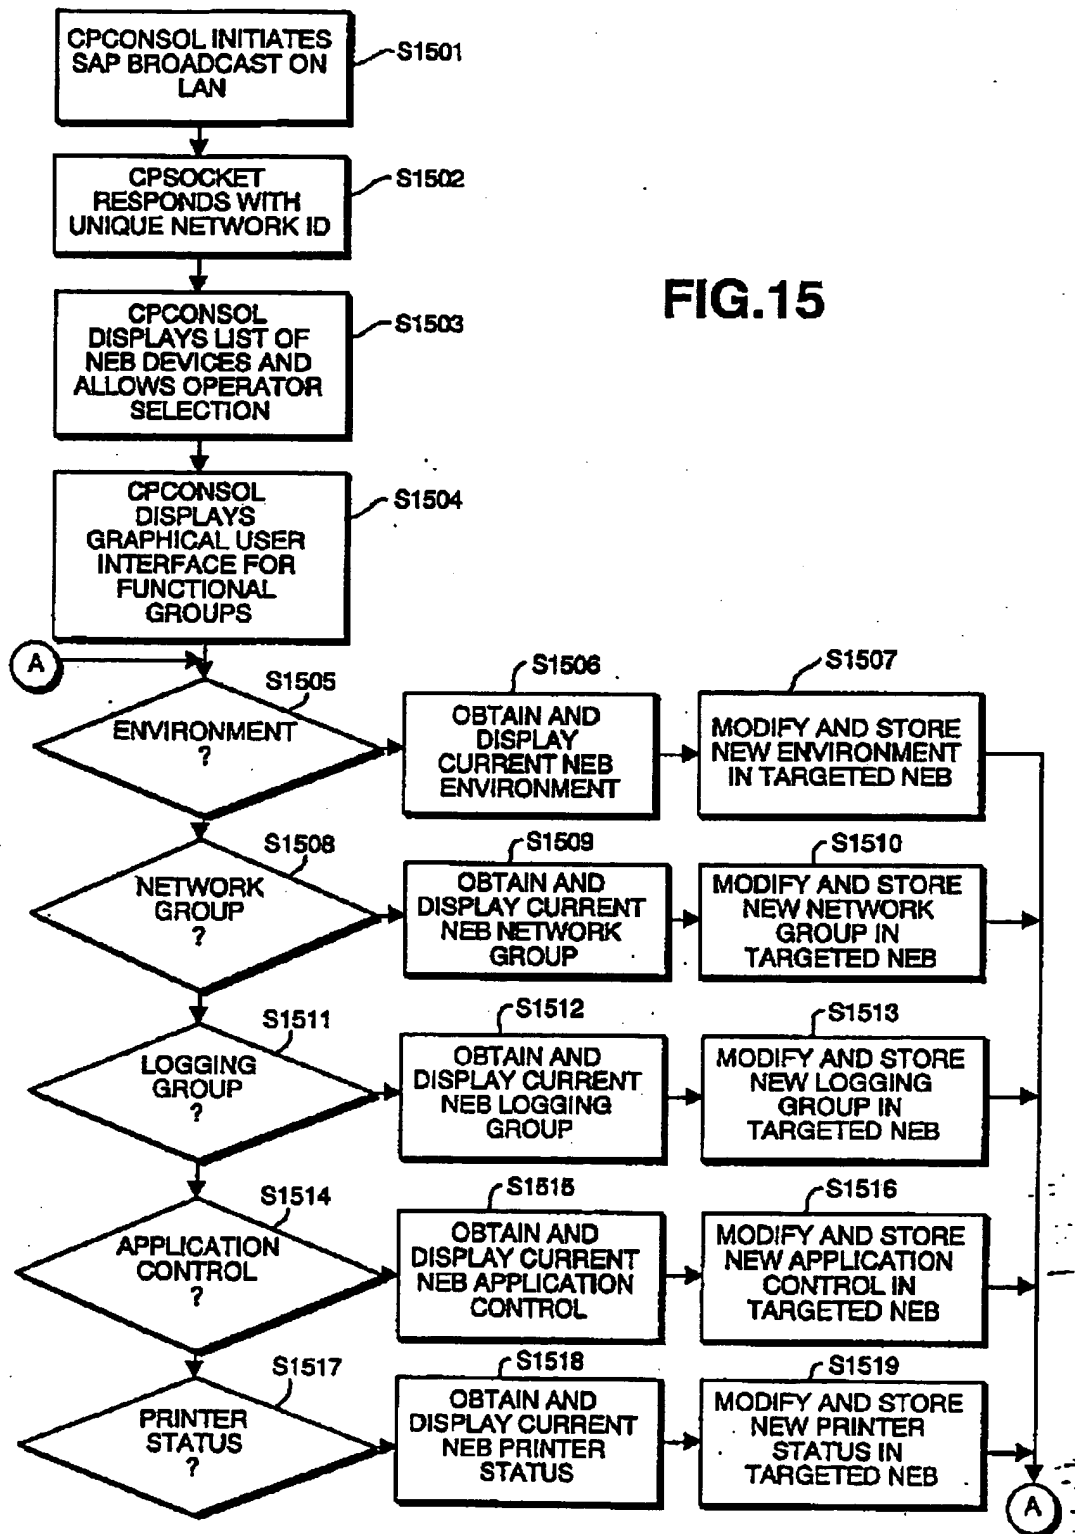 CPCONSOL INITIATES
SAP BROADCAST ON
LAN
S1501
CPSOCKET
RESPONDS WITH
UNIQUE NETWORK ID
S1502
FIG.15
CPCONSOL
DISPLAYS LIST OF
NEB DEVICES AND
ALLOWS OPERATOR
SELECTION
S1503
CPCONSOL
DISPLAYS
GRAPHICAL USER
INTERFACE FOR
FUNCTIONAL
GROUPS
S1504
A
ENVIRONMENT
?
S1505
OBTAIN AND
DISPLAY
CURRENT NEB
ENVIRONMENT
S1506
MODIFY AND STORE
NEW ENVIRONMENT
IN TARGETED NEB
S1507
NETWORK
GROUP
?
S1508
OBTAIN AND
DISPLAY CURRENT
NEB NETWORK
GROUP
S1509
MODIFY AND STORE
NEW NETWORK
GROUP IN
TARGETED NEB
S1510
LOGGING
GROUP
?
S1511
OBTAIN AND
DISPLAY CURRENT
NEB LOGGING
GROUP
S1512
MODIFY AND STORE
NEW LOGGING
GROUP IN
TARGETED NEB
S1513
APPLICATION
CONTROL
?
S1514
OBTAIN AND
DISPLAY CURRENT
NEB APPLICATION
CONTROL
S1515
MODIFY AND STORE
NEW APPLICATION
CONTROL IN
TARGETED NEB
S1516
PRINTER
STATUS
?
S1517
OBTAIN AND
DISPLAY CURRENT
NEB PRINTER
STATUS
S1518
MODIFY AND STORE
NEW PRINTER
STATUS IN
TARGETED NEB
S1519
A